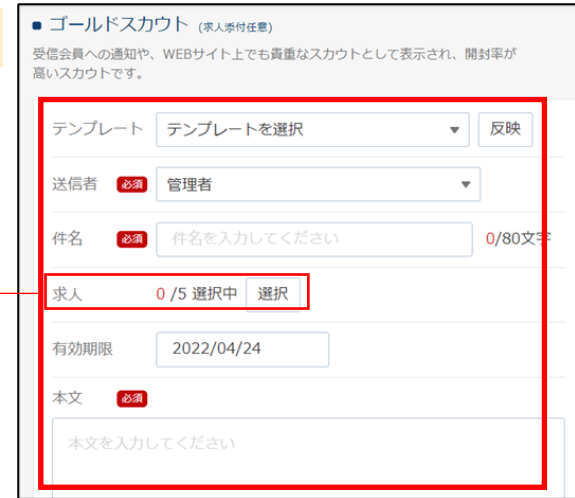 ■ ゴールドスカウト (求人添付任意)
受信会員への通知や、WEBサイト上でも貴重なスカウトとして表示され、開封率が
高いスカウトです。
テンプレート テンプレートを選択 ▼ 反映
送信者 必須 管理者 ▼
件名 必須 件名を入力してください 0/80文字
求人 0 /5 選択中 選択
有効期限 2022/04/24
本文 必須
本文を入力してください